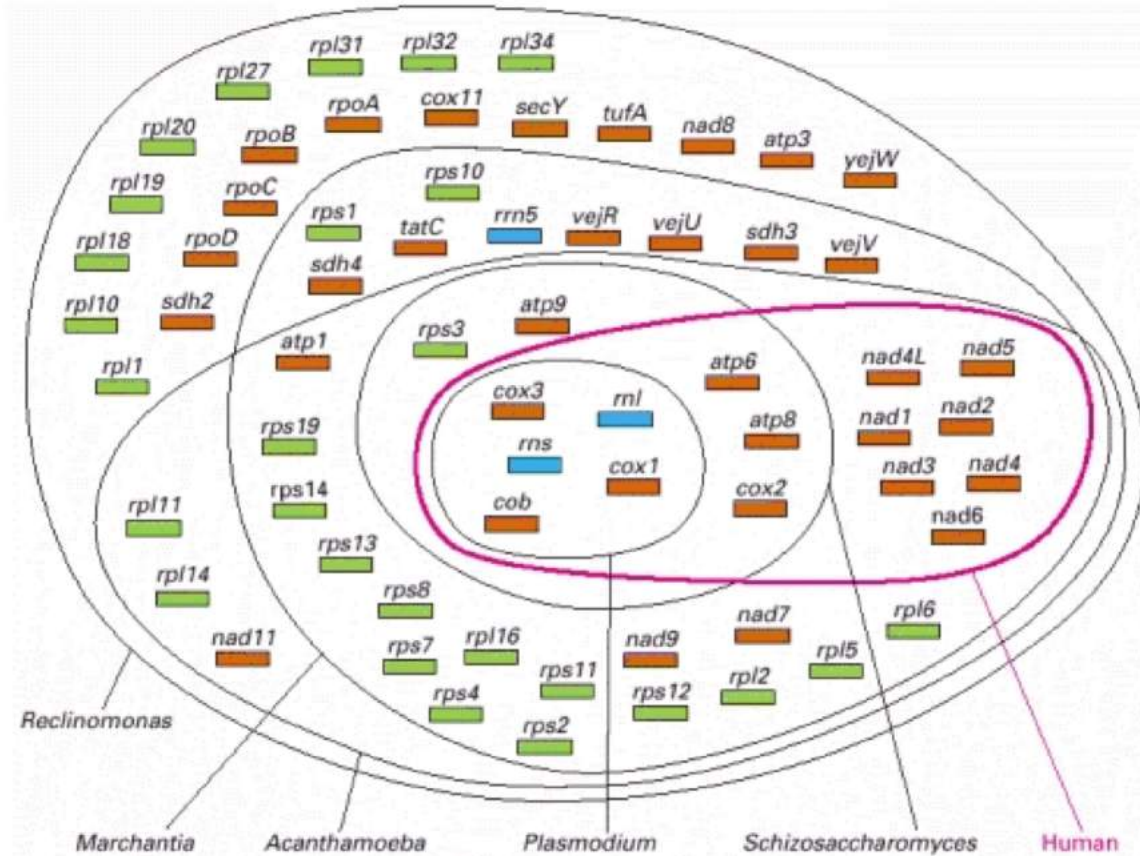 rpl31 rpl32 rpl34
rpl27
rpoA cox11 secY tufA nad8 atp3 yejW
rpl20 rpoB
rpl19 rpoC rps10
rps1 tatC rrn5 vejR vejU sdh3 vejV
rpl18 rpoD
sdh4
rpl10 sdh2 atp9
atp1 rps3 atp6 nad4L nad5
rpl1
cox3 rnl nad1 nad2
rps19 atp8
rns cox1 nad3 nad4
rps14 cox2
rpl11 cob nad6
rps13
rpl14 rps8 rpl6
nad11 rps7 rpl16 nad9 nad7 rpl5
rps4 rps11 rps12 rpl2
rps2
Reclinomonas
Marchantia Acanthamoeba Plasmodium Schizosaccharomyces Human